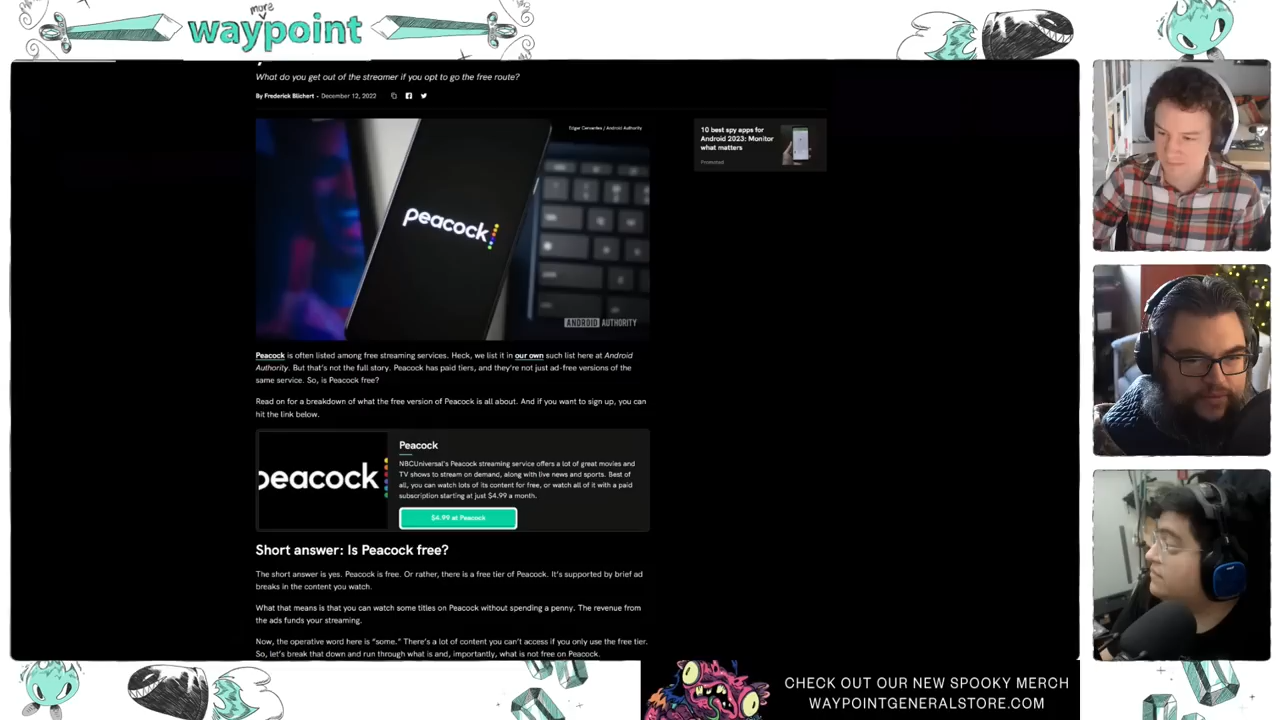 more
waypoint
What do you get out of the streamer if you opt to go the free route?
By Frederick Blichert - December 12, 2022
Edgar Cervantes / Android Authority
10 best spy apps for
Android 2023: Monitor
what matters
Promoted
peacock
ANDROID AUTHORITY
Peacock is often listed among free streaming services. Heck, we list it in our own such list here at Android
Authority. But that's not the full story. Peacock has paid tiers, and they're not just ad-free versions of the
same service. So, is Peacock free?
Read on for a breakdown of what the free version of Peacock is all about. And if you want to sign up, you can
hit the link below.
peacock
Peacock
NBCUniversal's Peacock streaming service offers a lot of great movies and
TV shows to stream on demand, along with live news and sports. Best of
all, you can watch lots of its content for free, or watch all of it with a paid
subscription starting at just $4.99 a month.
$4.99 at Peacock
Short answer: Is Peacock free?
The short answer is yes. Peacock is free. Or rather, there is a free tier of Peacock. It's supported by brief ad
breaks in the content you watch.
What that means is that you can watch some titles on Peacock without spending a penny. The revenue from
the ads funds your streaming.
Now, the operative word here is "some." There's a lot of content you can't access if you only use the free tier.
So, let's break that down and run through what is and, importantly, what is not free on Peacock.
CHECK OUT OUR NEW SPOOKY MERCH
WAYPOINTGENERALSTORE.COM